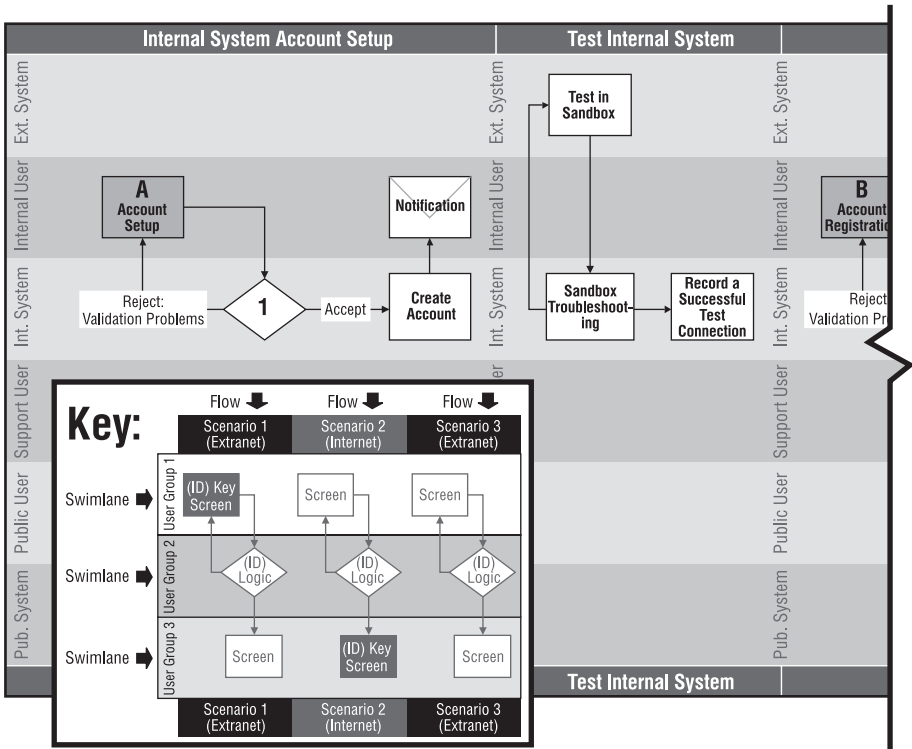 Internal System Account Setup
Test Internal System
Ext. System
Internal User
Int. System
Support User
Public User
Pub. System
A
Account
Setup
Reject:
Validation Problems
1
Accept
Create
Account
Notification
Ext. System
Internal User
Int. System
Test in
Sandbox
Sandbox
Troubleshoot-
ing
Record a
Successful
Test
Connection
Ext. System
Internal User
Int. System
Support User
Public User
Pub. System
B
Account
Registratio
Reject
Validation Pr
Key:
Flow
Flow
Flow
Scenario 1
(Extranet)
Scenario 2
(Internet)
Scenario 3
(Extranet)
Swimlane
User Group 1
(ID) Key
Screen
Screen
Screen
Swimlane
User Group 2
(ID)
Logic
(ID)
Logic
(ID)
Logic
Swimlane
User Group 3
Screen
(ID) Key
Screen
Screen
Scenario 1
(Extranet)
Scenario 2
(Internet)
Scenario 3
(Extranet)
Test Internal System